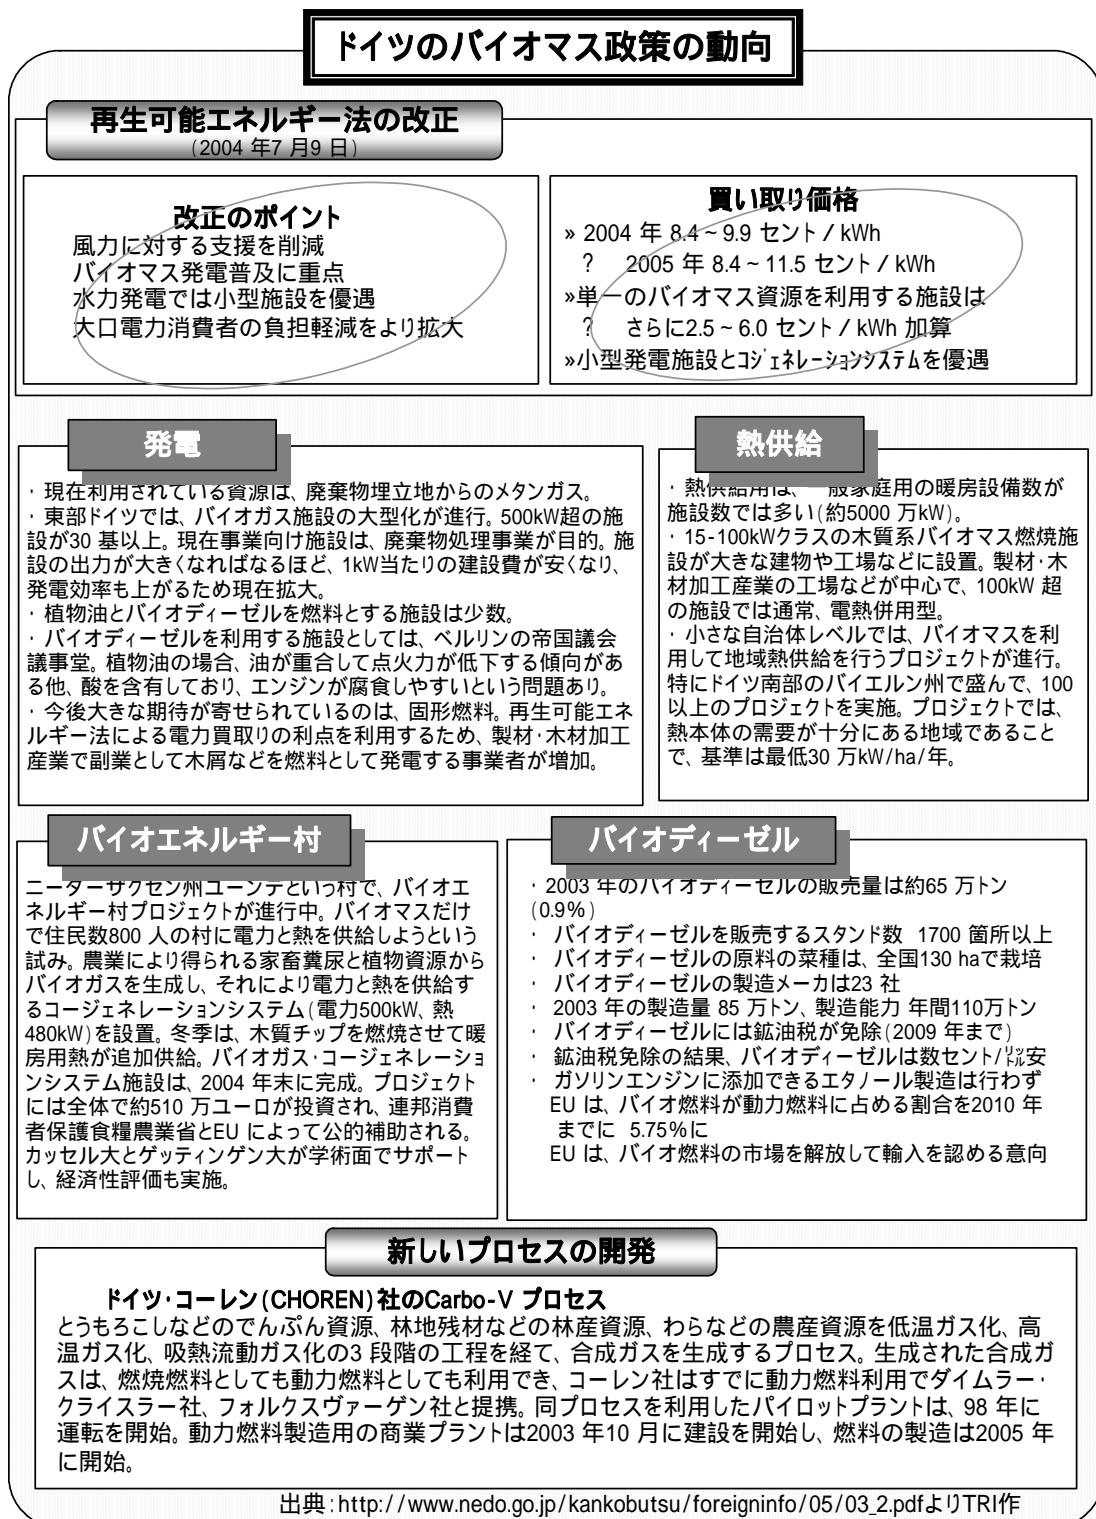 ドイツのバイオマス政策の動向
再生可能エネルギー法の改正
(2004 年7 月9 日)
改正のポイント
風力に対する支援を削減
バイオマス発電普及に重点
水力発電では小型施設を優遇
大口電力消費者の負担軽減をより拡大
買い取り価格
» 2004 年 8.4 ~ 9.9 セント / kWh
? 2005 年 8.4 ~ 11.5 セント / kWh
»単一のバイオマス資源を利用する施設は
? さらに2.5 ~ 6.0 セント / kWh 加算
»小型発電施設とｺｼﾞｪﾈﾚｰｼｮﾝｼｽﾃﾑを優遇
発電
・現在利用されている資源は、廃棄物埋立地からのメタンガス。
・東部ドイツでは、バイオガス施設の大型化が進行。500kW超の施
設が30 基以上。現在事業向け施設は、廃棄物処理事業が目的。施
設の出力が大きくなればなるほど、1kW当たりの建設費が安くなり、
発電効率も上がるため現在拡大。
・植物油とバイオディーゼルを燃料とする施設は少数。
・バイオディーゼルを利用する施設としては、ベルリンの帝国議会
議事堂。植物油の場合、油が重合して点火力が低下する傾向があ
る他、酸を含有しており、エンジンが腐食しやすいという問題あり。
・今後大きな期待が寄せられているのは、固形燃料。再生可能エネ
ルギー法による電力買取りの利点を利用するため、製材・木材加工
産業で副業として木屑などを燃料として発電する事業者が増加。
熱供給
・熱供給用は、一般家庭用の暖房設備数が
施設数では多い(約5000 万kW)。
・15-100kWクラスの木質系バイオマス燃焼施
設が大きな建物や工場などに設置。製材・木
材加工産業の工場などが中心で、100kW 超
の施設では通常、電熱併用型。
・小さな自治体レベルでは、バイオマスを利
用して地域熱供給を行うプロジェクトが進行。
特にドイツ南部のバイエルン州で盛んで、100
以上のプロジェクトを実施。プロジェクトでは、
熱本体の需要が十分にある地域であること
で、基準は最低30 万kW/ha/年。
バイオエネルギー村
ニーダーサクセン州ユーンデという村で、バイオエ
ネルギー村プロジェクトが進行中。バイオマスだけ
で住民数800 人の村に電力と熱を供給しようという
試み。農業により得られる家畜糞尿と植物資源から
バイオガスを生成し、それにより電力と熱を供給す
るコージェネレーションシステム(電力500kW、熱
480kW)を設置。冬季は、木質チップを燃焼させて暖
房用熱が追加供給。バイオガス・コージェネレーショ
ンシステム施設は、2004 年末に完成。プロジェクト
には全体で約510 万ユーロが投資され、連邦消費
者保護食糧農業省とEU によって公的補助される。
カッセル大とゲッティンゲン大が学術面でサポート
し、経済性評価も実施。
バイオディーゼル
・2003 年のバイオディーゼルの販売量は約65 万トン
(0.9%)
・ バイオディーゼルを販売するスタンド数 1700 箇所以上
・ バイオディーゼルの原料の菜種は、全国130 haで栽培
・ バイオディーゼルの製造メーカは23 社
・ 2003 年の製造量 85 万トン、製造能力 年間110万トン
・ バイオディーゼルには鉱油税が免除(2009 年まで)
・ 鉱油税免除の結果、バイオディーゼルは数セント/㍑安
・ ガソリンエンジンに添加できるエタノール製造は行わず
EU は、バイオ燃料が動力燃料に占める割合を2010 年
までに 5.75%に
EU は、バイオ燃料の市場を解放して輸入を認める意向
新しいプロセスの開発
ドイツ・コーレン(CHOREN)社のCarbo-V プロセス
とうもろこしなどのでんぷん資源、林地残材などの林産資源、わらなどの農産資源を低温ガス化、高
温ガス化、吸熱流動ガス化の3 段階の工程を経て、合成ガスを生成するプロセス。生成された合成ガ
スは、燃焼燃料としても動力燃料としても利用でき、コーレン社はすでに動力燃料利用でダイムラー・
クライスラー社、フォルクスヴァーゲン社と提携。同プロセスを利用したパイロットプラントは、98 年に
運転を開始。動力燃料製造用の商業プラントは2003 年10 月に建設を開始し、燃料の製造は2005 年
に開始。
出典:http://www.nedo.go.jp/kankobutsu/foreigninfo/05/03_2.pdfよりTRI作